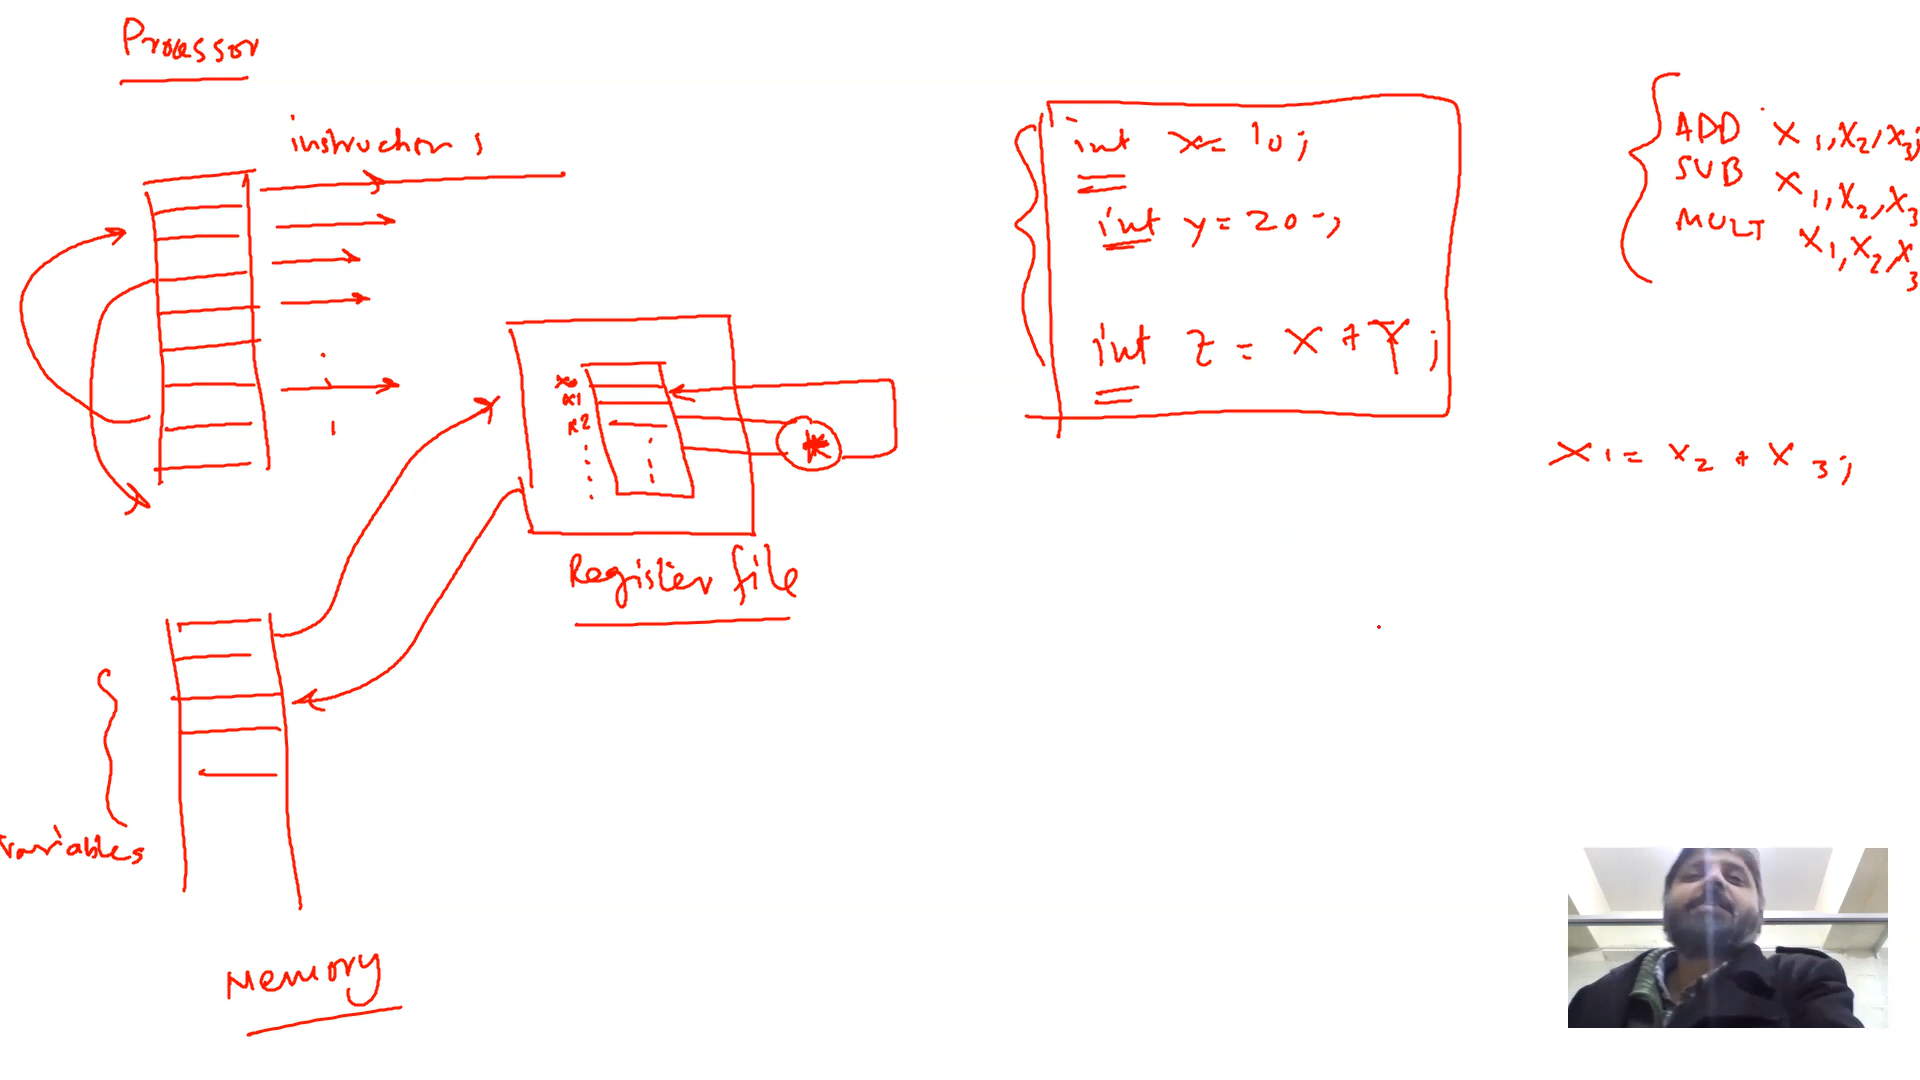 Processor
instructions
int x = 10;
int y = 20;
int z = x + y;
ADD X1, X2, X3;
SUB X1, X2, X3
MULT X1, X2, X3
X1 = X2 + X3;
X0
X1
X2
*
Register file
variables
Memory